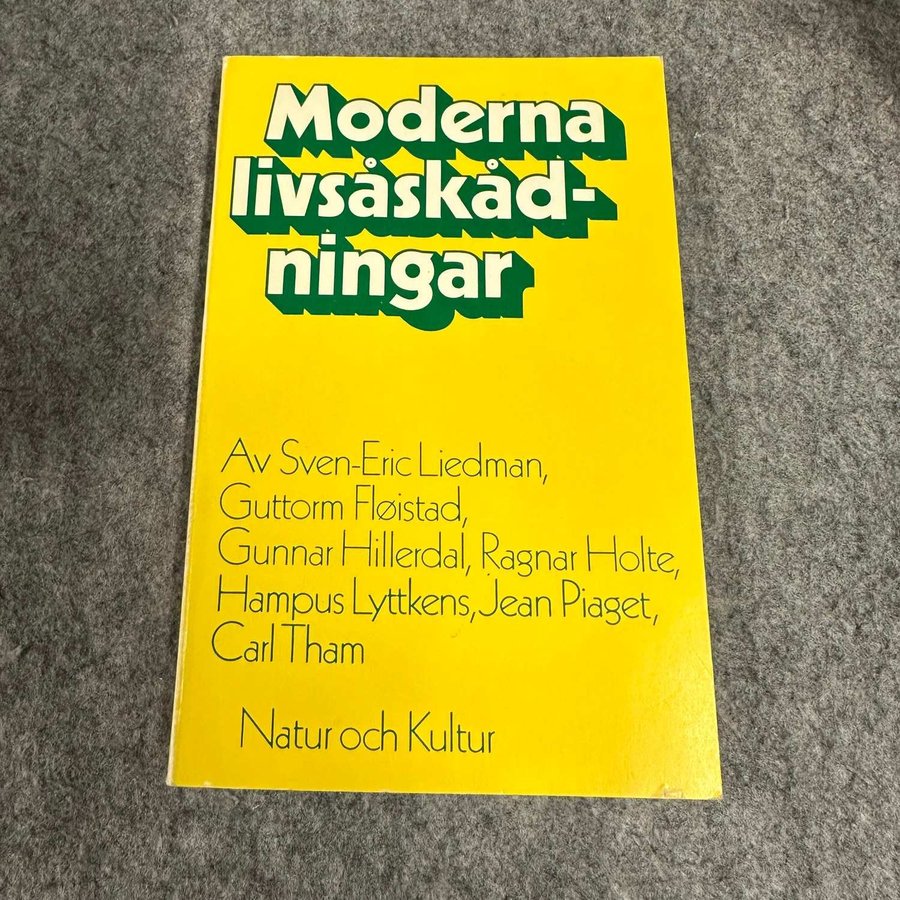 Moderna
livsåskåd-
ningar
Av Sven-Eric Liedman,
Guttorm Fløistad,
Gunnar Hillerdal, Ragnar Holte,
Hampus Lyttkens, Jean Piaget,
Carl Tham
Natur och Kultur